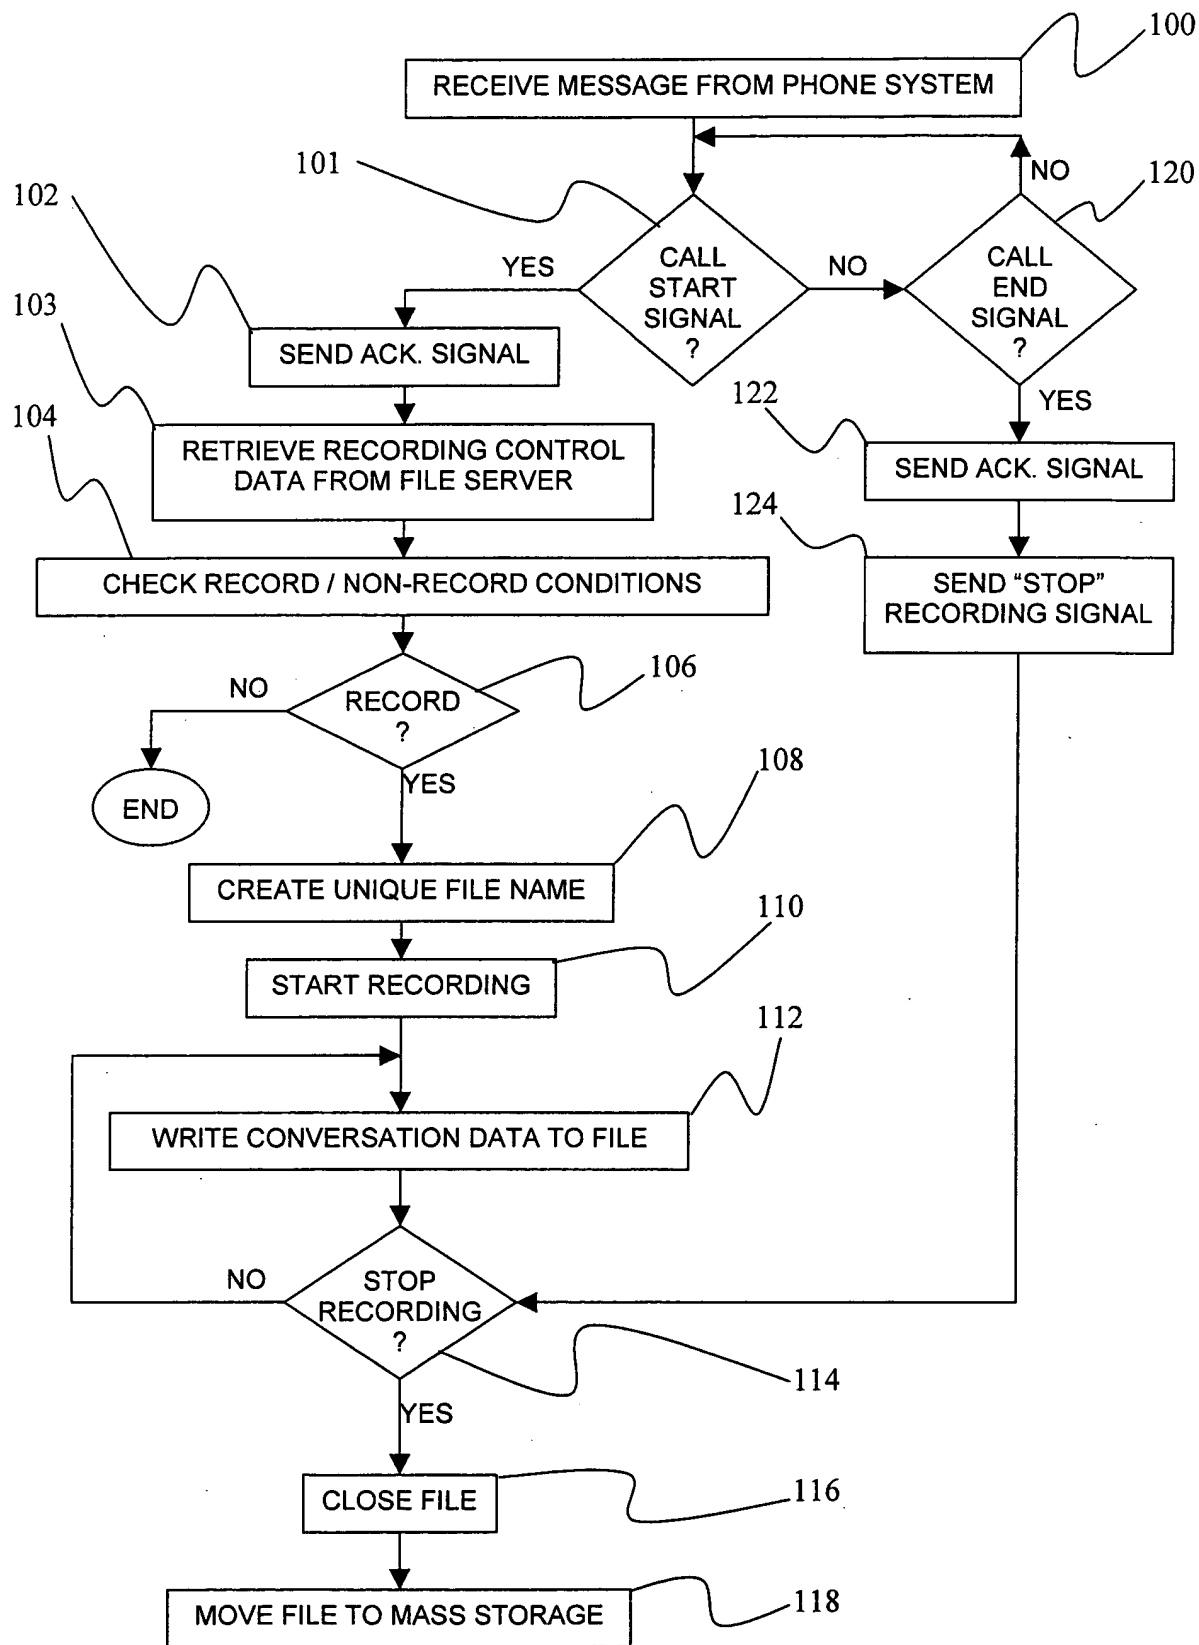 100
RECEIVE MESSAGE FROM PHONE SYSTEM
101
NO
120
102
YES
CALL
START
SIGNAL
?
NO
CALL
END
SIGNAL
?
103
SEND ACK. SIGNAL
YES
122
104
RETRIEVE RECORDING CONTROL
DATA FROM FILE SERVER
SEND ACK. SIGNAL
124
CHECK RECORD / NON-RECORD CONDITIONS
SEND “STOP”
RECORDING SIGNAL
106
NO
RECORD
?
YES
END
108
CREATE UNIQUE FILE NAME
110
START RECORDING
112
WRITE CONVERSATION DATA TO FILE
NO
STOP
RECORDING
?
114
YES
116
CLOSE FILE
118
MOVE FILE TO MASS STORAGE